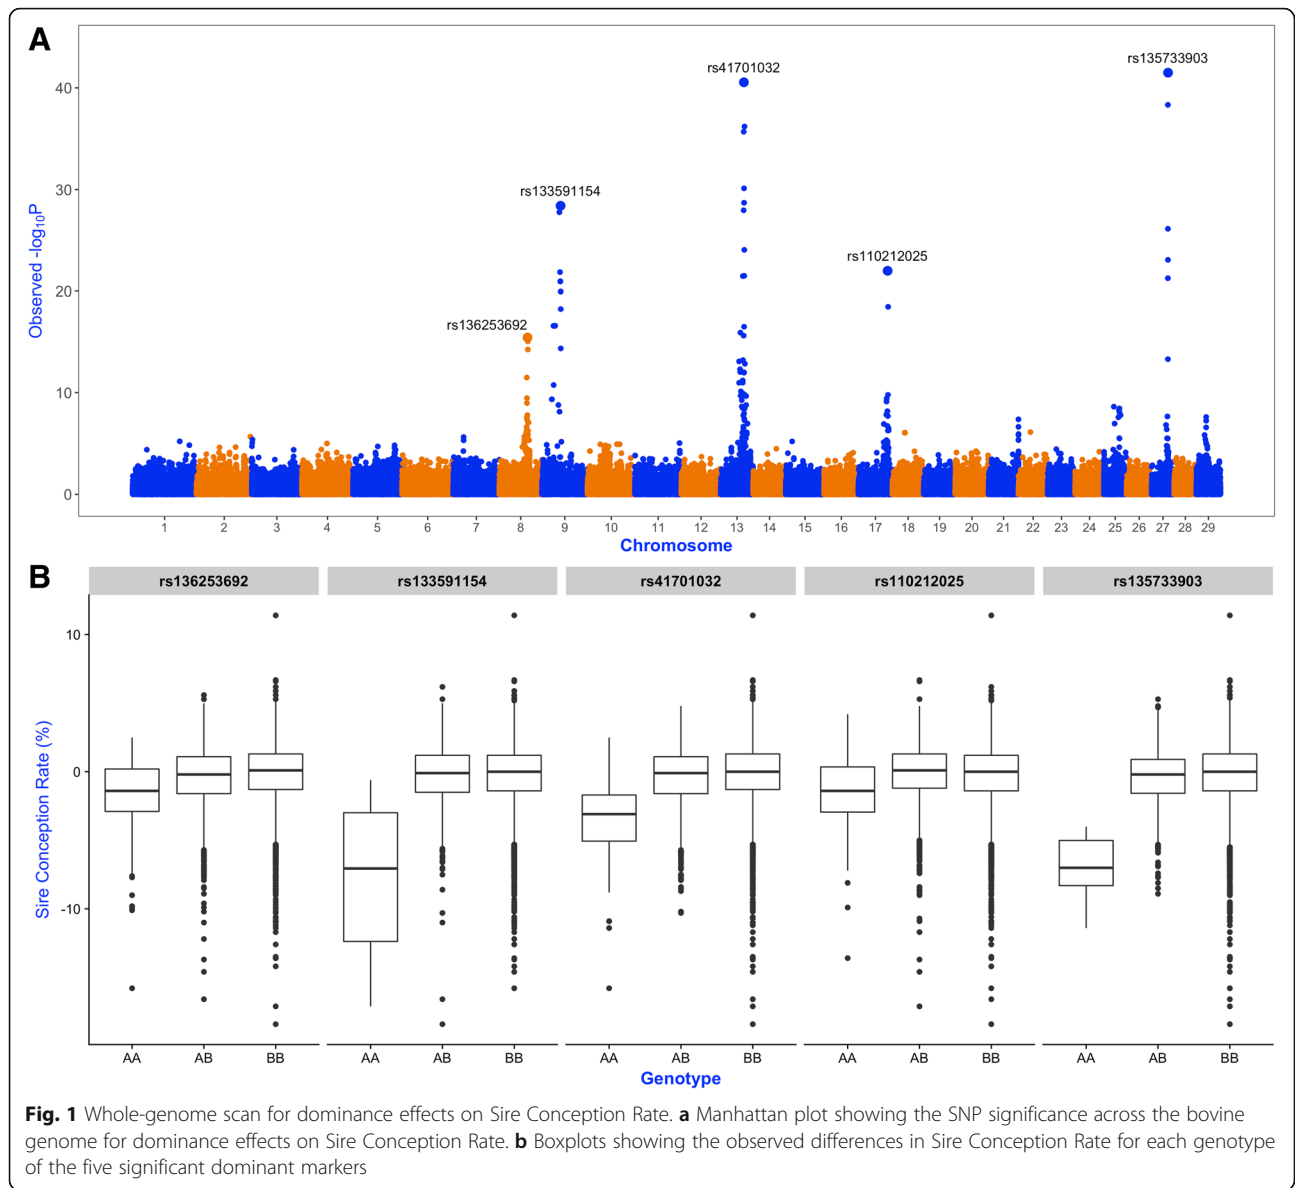 A
rs41701032
rs135733903
rs133591154
rs110212025
rs136253692
Observed -log10P
40
30
20
10
0
1 2 3 4 5 6 7 8 9 10 11 12 13 14 15 16 17 18 19 20 21 22 23 24 25 26 27 28 29
Chromosome
B
rs136253692 rs133591154 rs41701032 rs110212025 rs135733903
Sire Conception Rate (%)
10
0
-10
AA AB BB AA AB BB AA AB BB AA AB BB AA AB BB
Genotype
Fig. 1 Whole-genome scan for dominance effects on Sire Conception Rate. a Manhattan plot showing the SNP significance across the bovine
genome for dominance effects on Sire Conception Rate. b Boxplots showing the observed differences in Sire Conception Rate for each genotype
of the five significant dominant markers